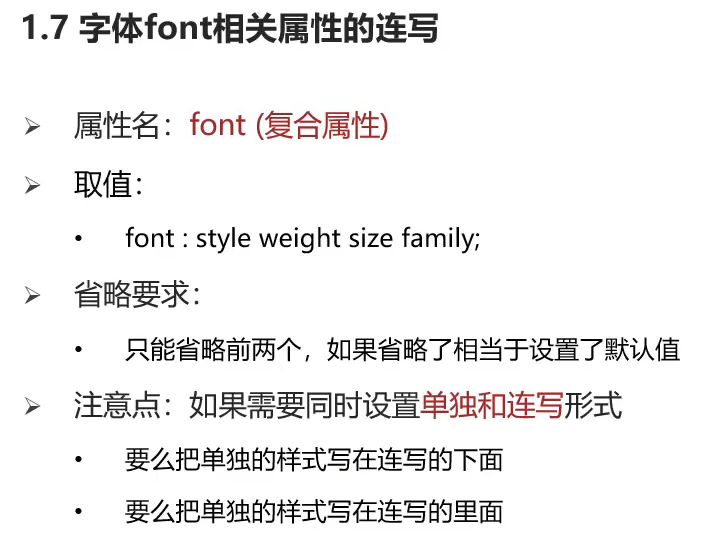 1.7 字体font相关属性的连写
➢ 属性名：font (复合属性)
➢ 取值：
• font : style weight size family;
➢ 省略要求：
• 只能省略前两个，如果省略了相当于设置了默认值
➢ 注意点：如果需要同时设置单独和连写形式
• 要么把单独的样式写在连写的下面
• 要么把单独的样式写在连写的里面